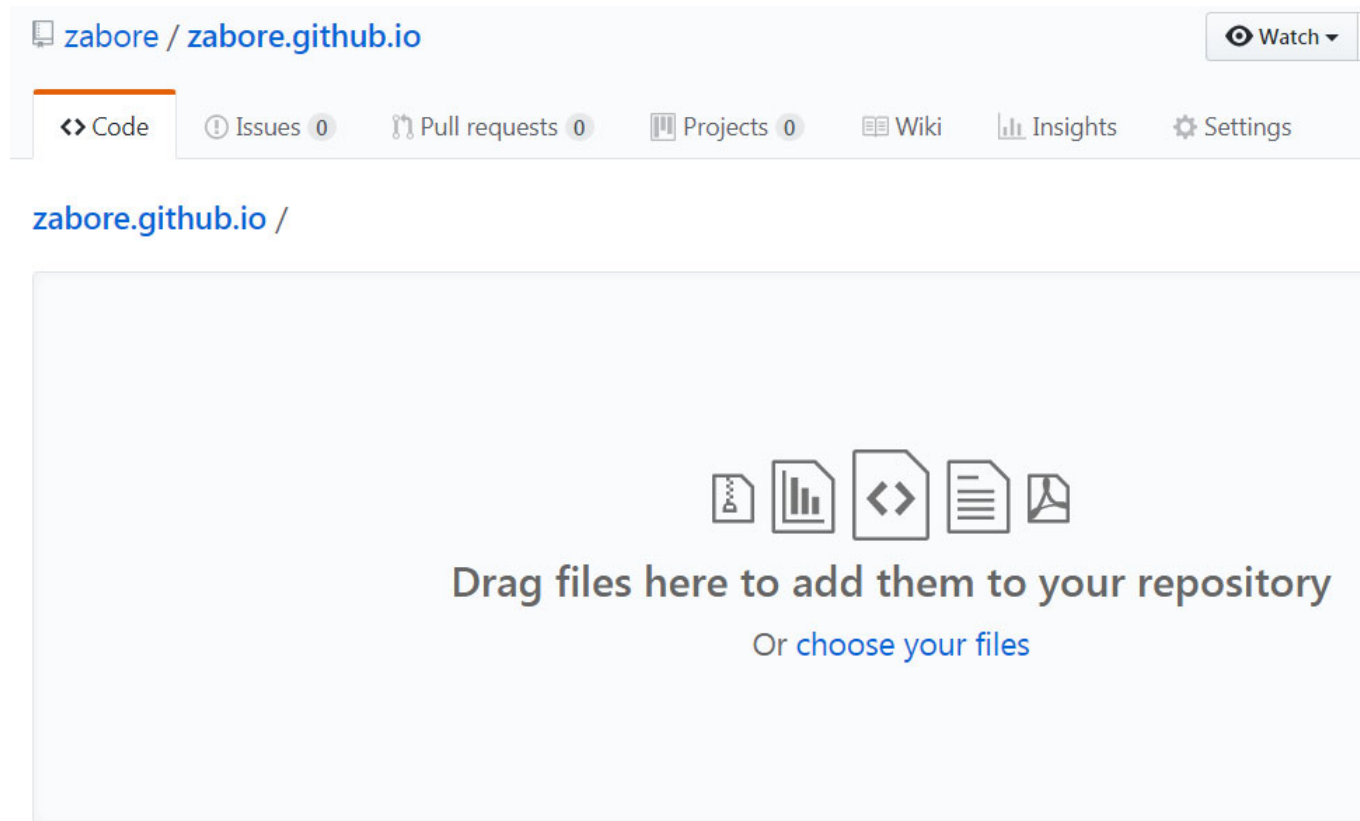 zabore / zabore.github.io Watch
<> Code Issues 0 Pull requests 0 Projects 0 Wiki Insights Settings
zabore.github.io /
Drag files here to add them to your repository
Or choose your files